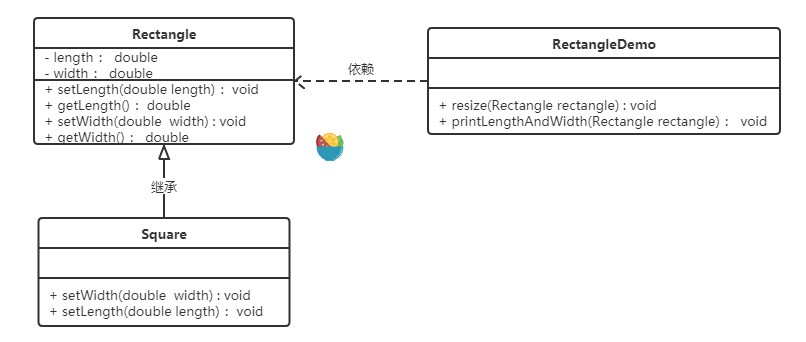 Rectangle
- length： double
- width： double
+ setLength(double length)： void
+ getLength()： double
+ setWidth(double  width) : void
+ getWidth()：  double
依赖
RectangleDemo
+ resize(Rectangle rectangle) : void
+ printLengthAndWidth(Rectangle rectangle)：  void
继承
Square
+ setWidth(double  width) : void
+ setLength(double length)： void